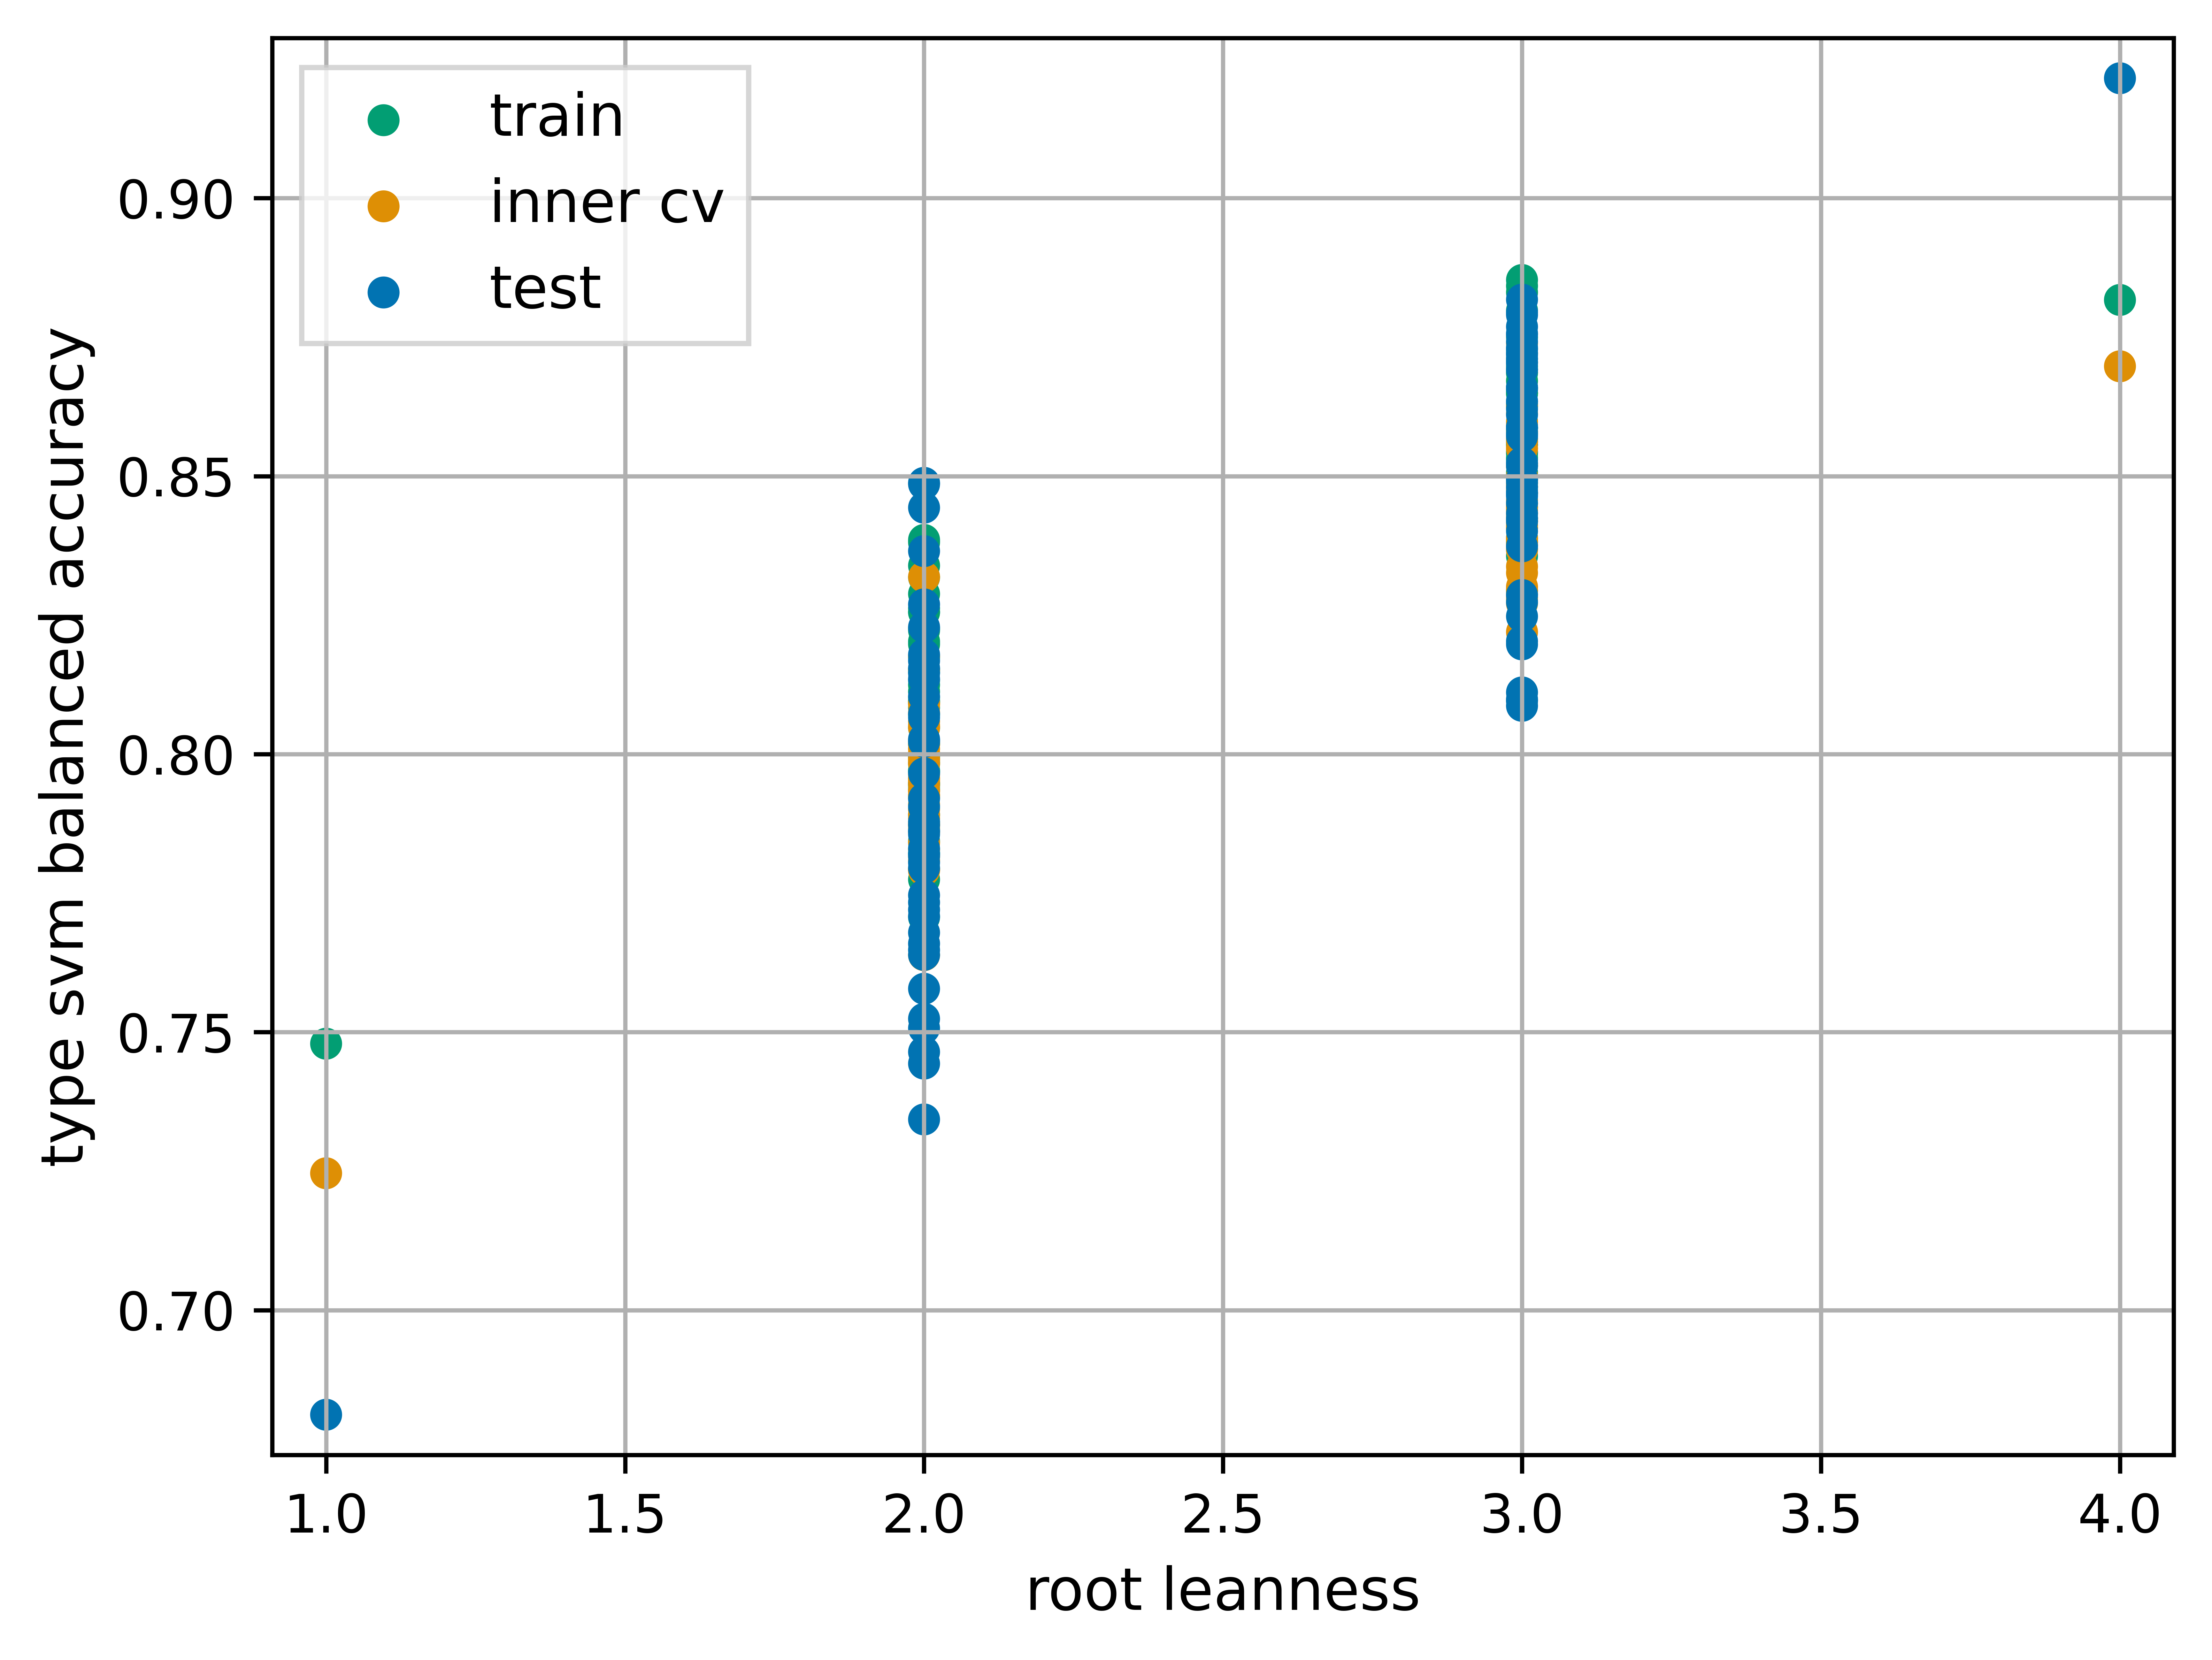 train
inner cv
test
0.90
0.85
0.80
0.75
0.70
type svm balanced accuracy
1.0 1.5 2.0 2.5 3.0 3.5 4.0
root leanness